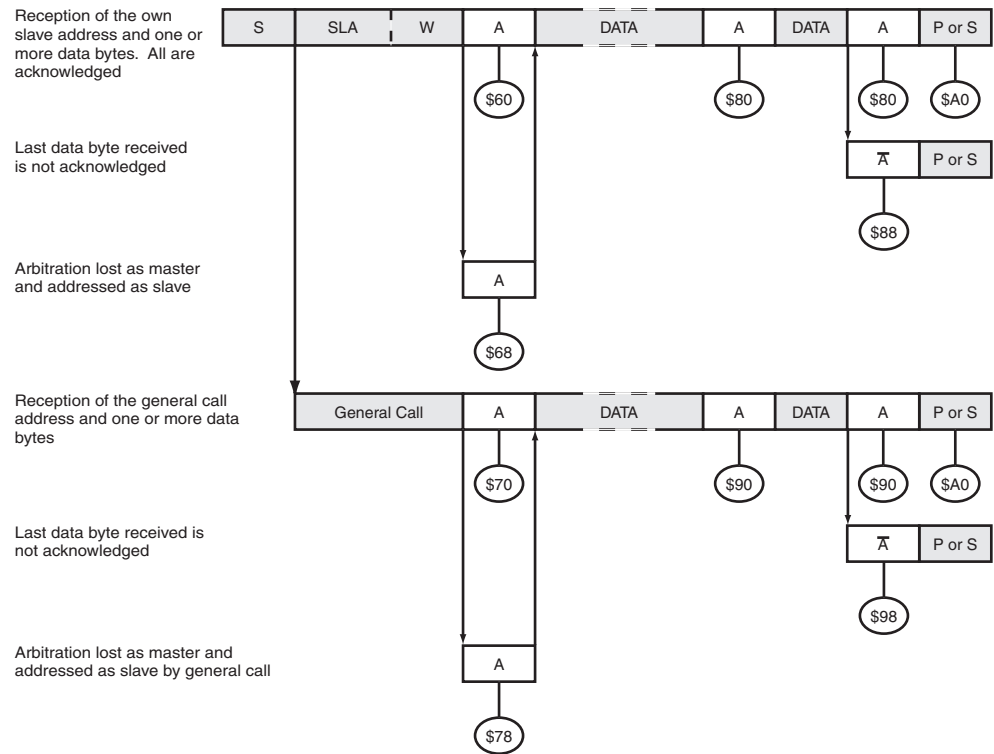 Reception of the own
slave address and one or
more data bytes. All are
acknowledged
S SLA W A DATA A DATA A P or S
$60 $80 $80 $A0
Last data byte received
is not acknowledged
A̅ P or S
$88
Arbitration lost as master
and addressed as slave
A
$68
Reception of the general call
address and one or more data
bytes
General Call A DATA A DATA A P or S
$70 $90 $90 $A0
Last data byte received is
not acknowledged
A̅ P or S
$98
Arbitration lost as master and
addressed as slave by general call
A
$78